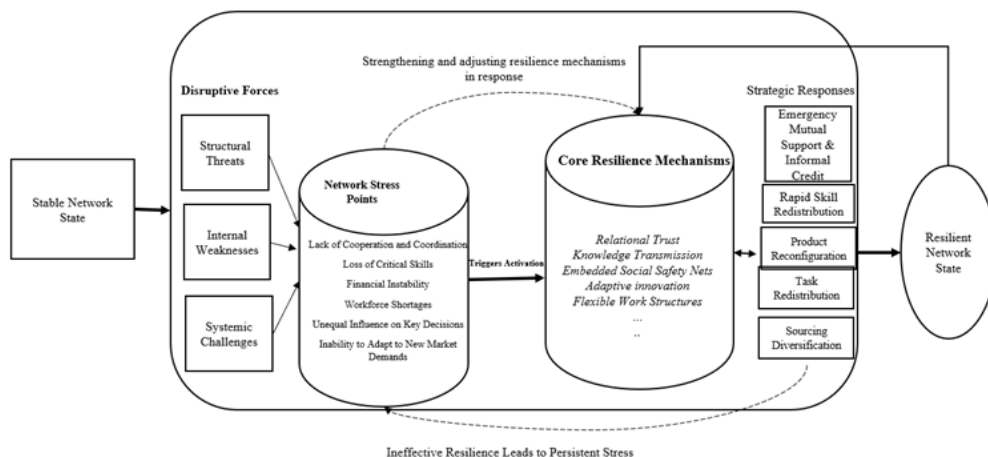 Strengthening and adjusting resilience mechanisms
in response
Disruptive Forces
Strategic Responses
Stable Network
State
Structural
Threats
Internal
Weaknesses
Systemic
Challenges
Network Stress
Points
Lack of Cooperation and Coordination
Loss of Critical Skills
Financial Instability
Workforce Shortages
Unequal Influence on Key Decisions
Inability to Adapt to New Market
Demands
Triggers Activation
Core Resilience Mechanisms
Relational Trust
Knowledge Transmission
Embedded Social Safety Nets
Adaptive innovation
Flexible Work Structures
...
..
Emergency
Mutual
Support &
Informal
Credit
Rapid Skill
Redistribution
Product
Reconfiguration
Task
Redistribution
Sourcing
Diversification
Resilient
Network
State
Ineffective Resilience Leads to Persistent Stress